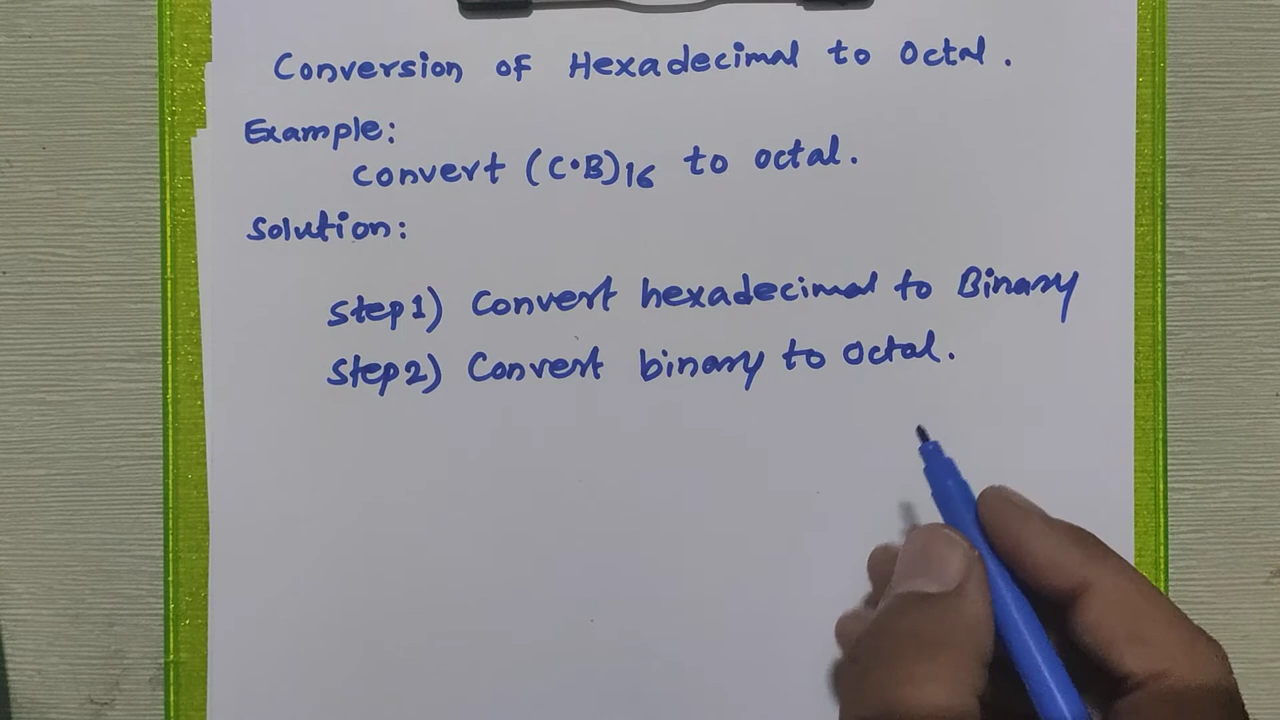 Conversion of Hexadecimal to Octal.
Example:
Convert (C.B)16 to octal.
Solution:
Step1) Convert hexadecimal to Binary
Step2) Convert binary to octal.